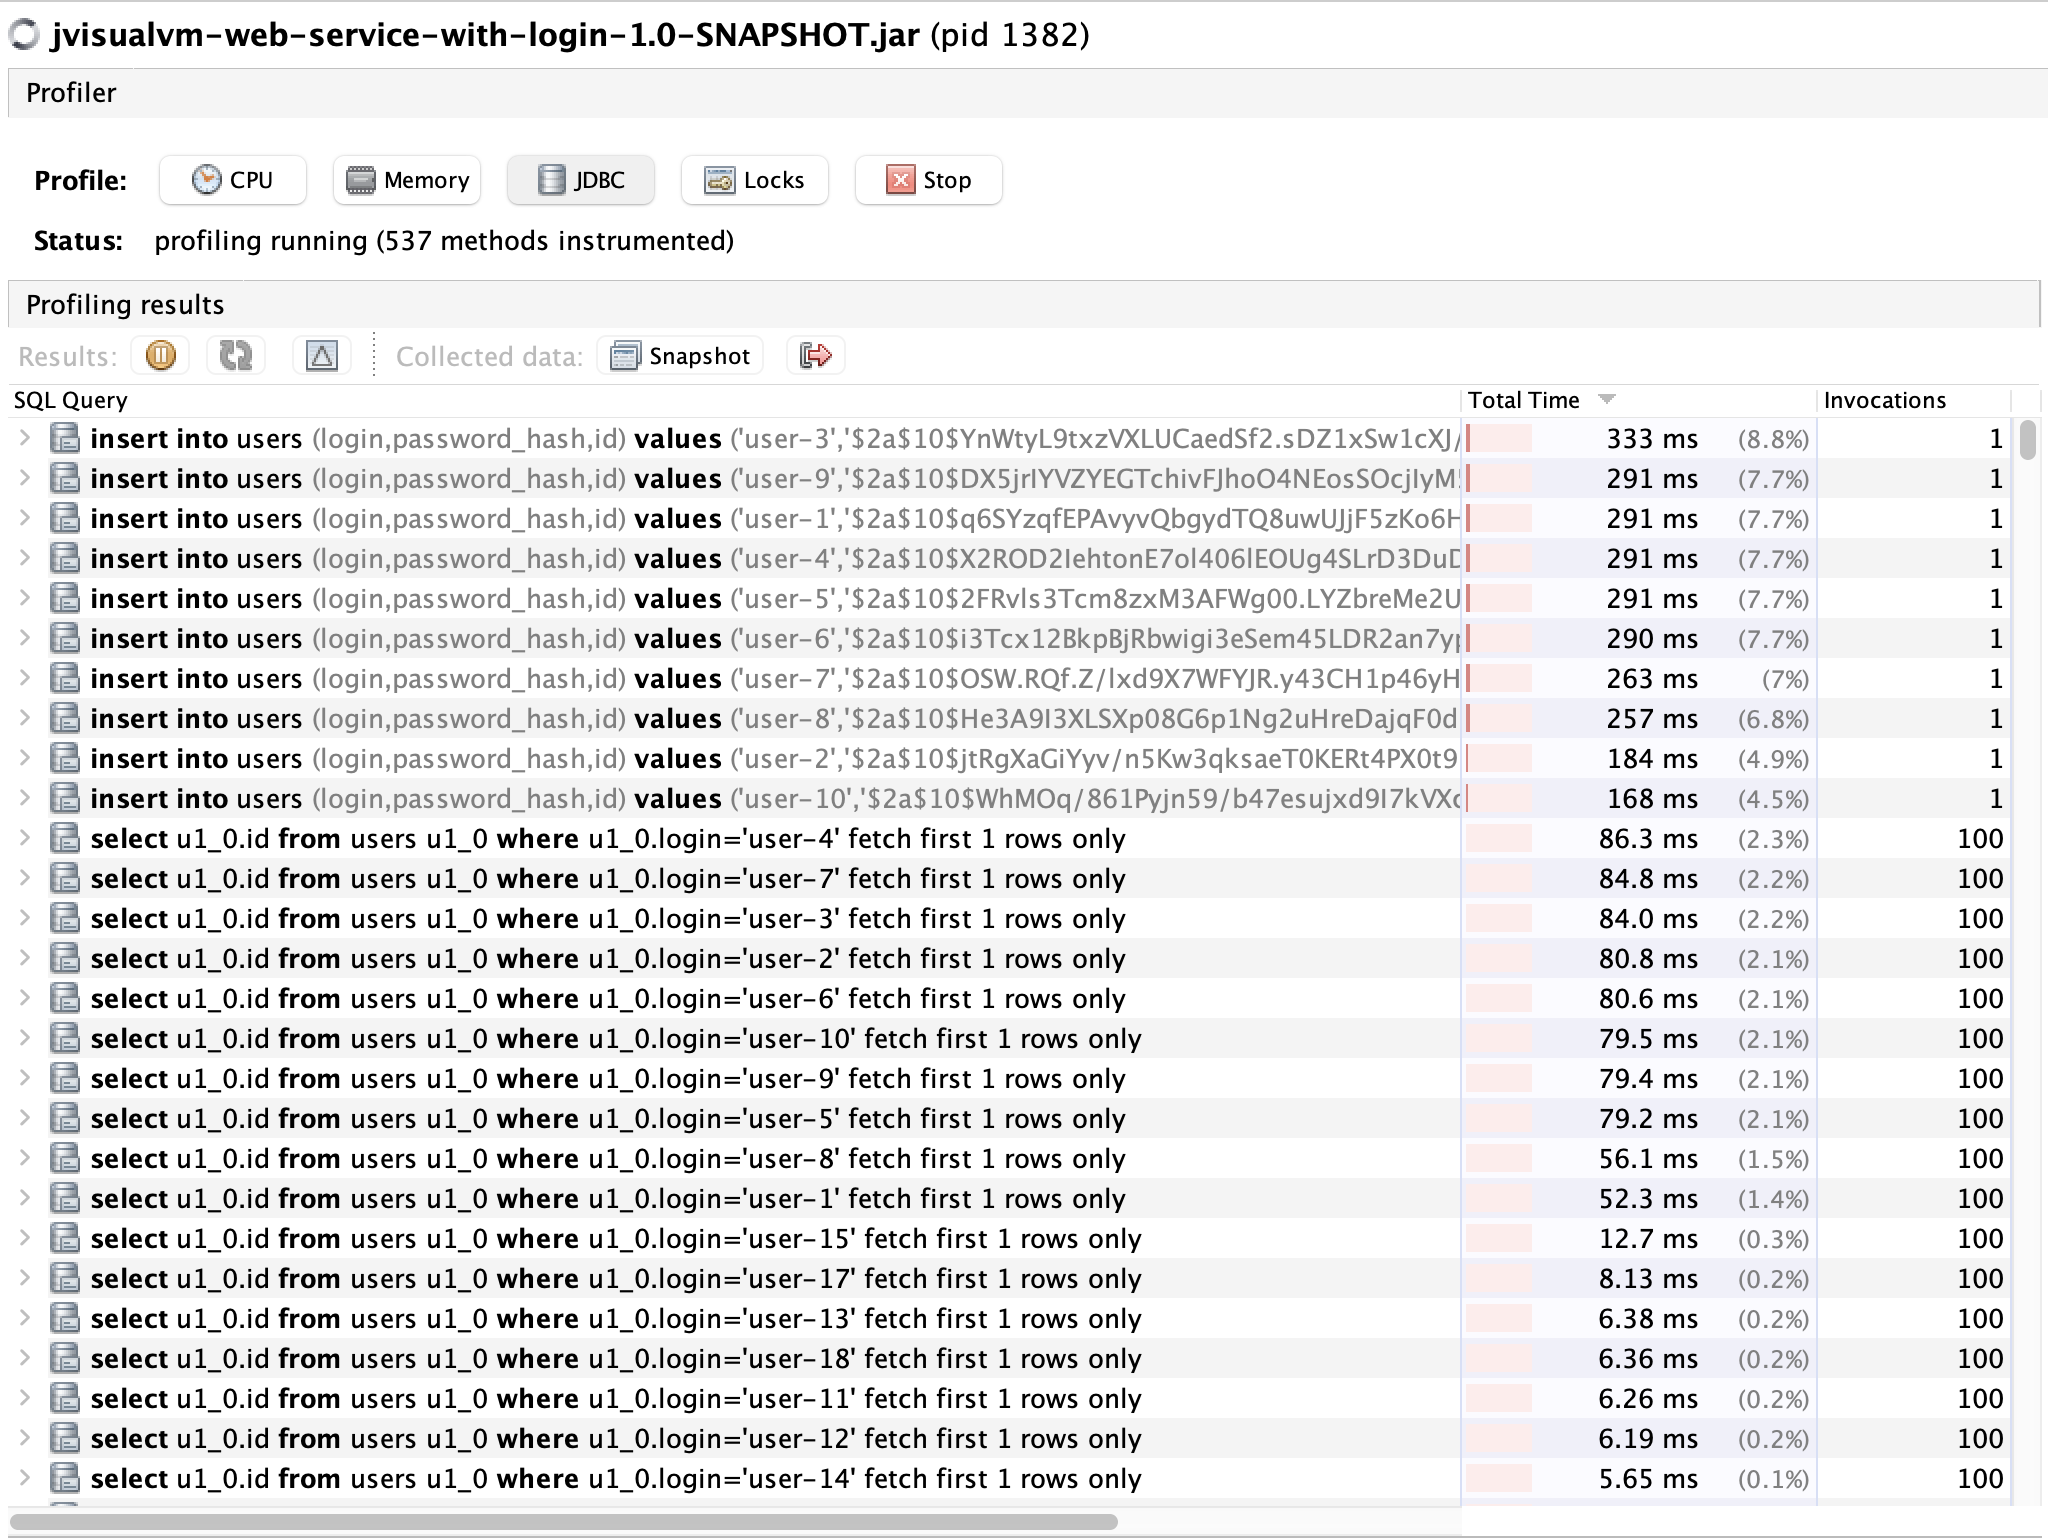 jvisualvm-web-service-with-login-1.0-SNAPSHOT.jar (pid 1382)
Profiler
Profile: CPU Memory JDBC Locks Stop
Status: profiling running (537 methods instrumented)
Profiling results
Results: Collected data: Snapshot
SQL Query Total Time Invocations
insert into users (login,password_hash,id) values ('user-3','$2a$10$YnWtyL9txzVXLUCaedSf2.sDZ1xSw1cXJ/ 333 ms (8.8%) 1
insert into users (login,password_hash,id) values ('user-9','$2a$10$DX5jrIYVZYEGTchivFJhoO4NEosSOcjIyM 291 ms (7.7%) 1
insert into users (login,password_hash,id) values ('user-1','$2a$10$q6SYzqfEPAvyvQbgydTQ8uwUJjF5zKo6H 291 ms (7.7%) 1
insert into users (login,password_hash,id) values ('user-4','$2a$10$X2ROD2IehtonE7ol406lEOUg4SLrD3DuD 291 ms (7.7%) 1
insert into users (login,password_hash,id) values ('user-5','$2a$10$2FRvls3Tcm8zxM3AFWg00.LYZbreMe2U 291 ms (7.7%) 1
insert into users (login,password_hash,id) values ('user-6','$2a$10$i3Tcx12BkpBjRbwigi3eSem45LDR2an7yp 290 ms (7.7%) 1
insert into users (login,password_hash,id) values ('user-7','$2a$10$OSW.RQf.Z/lxd9X7WFYJR.y43CH1p46yH 263 ms (7%) 1
insert into users (login,password_hash,id) values ('user-8','$2a$10$He3A9I3XLSXp08G6p1Ng2uHreDajqF0d 257 ms (6.8%) 1
insert into users (login,password_hash,id) values ('user-2','$2a$10$jtRgXaGiYyv/n5Kw3qksaeT0KERt4PX0t9 184 ms (4.9%) 1
insert into users (login,password_hash,id) values ('user-10','$2a$10$WhMOq/861Pyjn59/b47esujxd9I7kVXc 168 ms (4.5%) 1
select u1_0.id from users u1_0 where u1_0.login='user-4' fetch first 1 rows only 86.3 ms (2.3%) 100
select u1_0.id from users u1_0 where u1_0.login='user-7' fetch first 1 rows only 84.8 ms (2.2%) 100
select u1_0.id from users u1_0 where u1_0.login='user-3' fetch first 1 rows only 84.0 ms (2.2%) 100
select u1_0.id from users u1_0 where u1_0.login='user-2' fetch first 1 rows only 80.8 ms (2.1%) 100
select u1_0.id from users u1_0 where u1_0.login='user-6' fetch first 1 rows only 80.6 ms (2.1%) 100
select u1_0.id from users u1_0 where u1_0.login='user-10' fetch first 1 rows only 79.5 ms (2.1%) 100
select u1_0.id from users u1_0 where u1_0.login='user-9' fetch first 1 rows only 79.4 ms (2.1%) 100
select u1_0.id from users u1_0 where u1_0.login='user-5' fetch first 1 rows only 79.2 ms (2.1%) 100
select u1_0.id from users u1_0 where u1_0.login='user-8' fetch first 1 rows only 56.1 ms (1.5%) 100
select u1_0.id from users u1_0 where u1_0.login='user-1' fetch first 1 rows only 52.3 ms (1.4%) 100
select u1_0.id from users u1_0 where u1_0.login='user-15' fetch first 1 rows only 12.7 ms (0.3%) 100
select u1_0.id from users u1_0 where u1_0.login='user-17' fetch first 1 rows only 8.13 ms (0.2%) 100
select u1_0.id from users u1_0 where u1_0.login='user-13' fetch first 1 rows only 6.38 ms (0.2%) 100
select u1_0.id from users u1_0 where u1_0.login='user-18' fetch first 1 rows only 6.36 ms (0.2%) 100
select u1_0.id from users u1_0 where u1_0.login='user-11' fetch first 1 rows only 6.26 ms (0.2%) 100
select u1_0.id from users u1_0 where u1_0.login='user-12' fetch first 1 rows only 6.19 ms (0.2%) 100
select u1_0.id from users u1_0 where u1_0.login='user-14' fetch first 1 rows only 5.65 ms (0.1%) 100